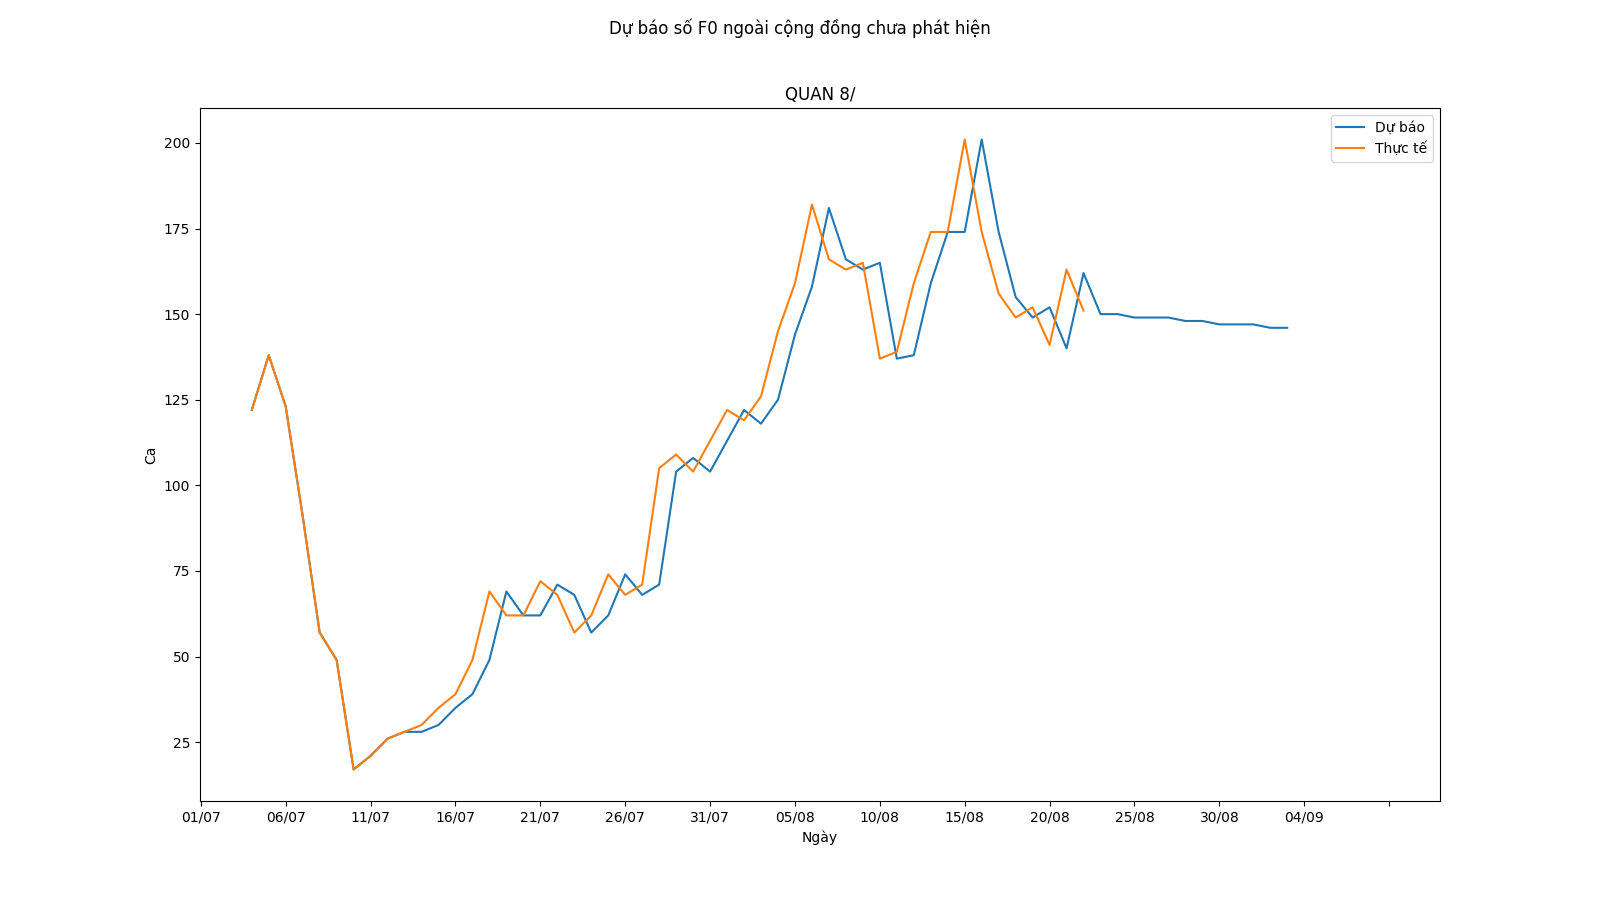 Dự báo số F0 ngoài cộng đồng chưa phát hiện
QUAN 8/
Dự báo
Thực tế
200
175
150
125
100
75
50
25
Ca
01/07 06/07 11/07 16/07 21/07 26/07 31/07 05/08 10/08 15/08 20/08 25/08 30/08 04/09
Ngày